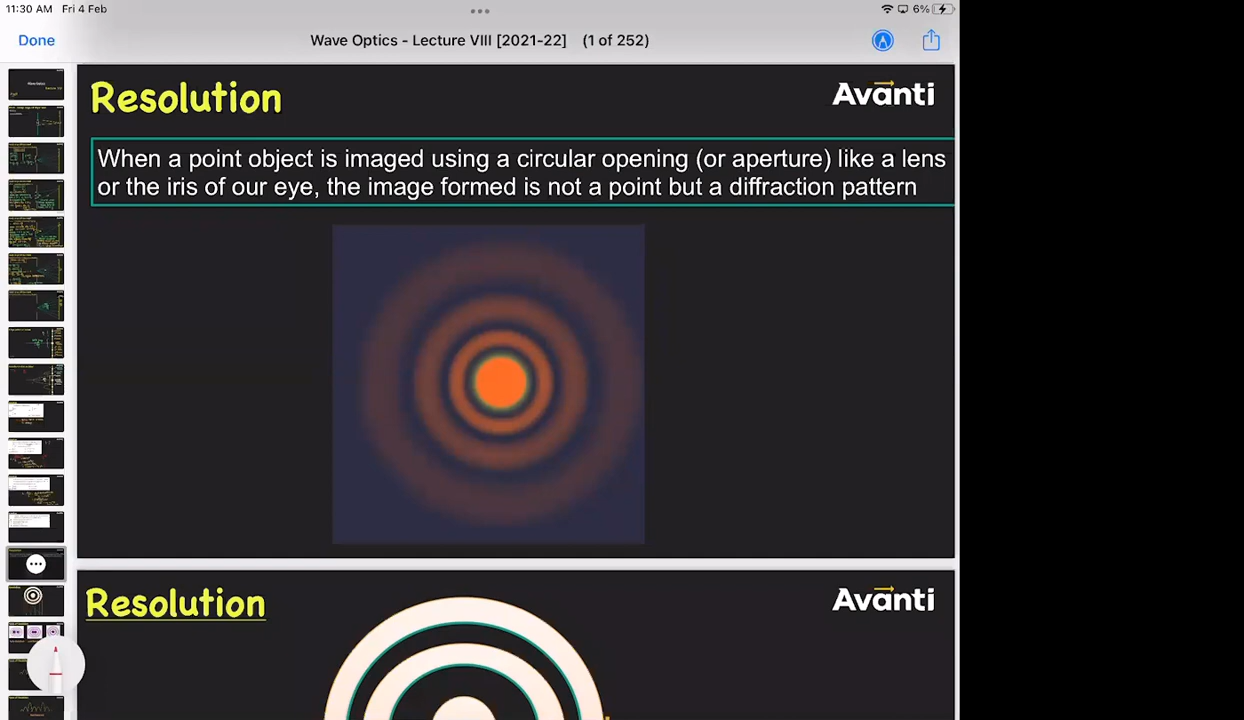 11:30 AM Fri 4 Feb
6%
Done
Wave Optics - Lecture VIII [2021-22] (1 of 252)
Resolution
Avanti
When a point object is imaged using a circular opening (or aperture) like a lens
or the iris of our eye, the image formed is not a point but a diffraction pattern
Resolution
Avanti